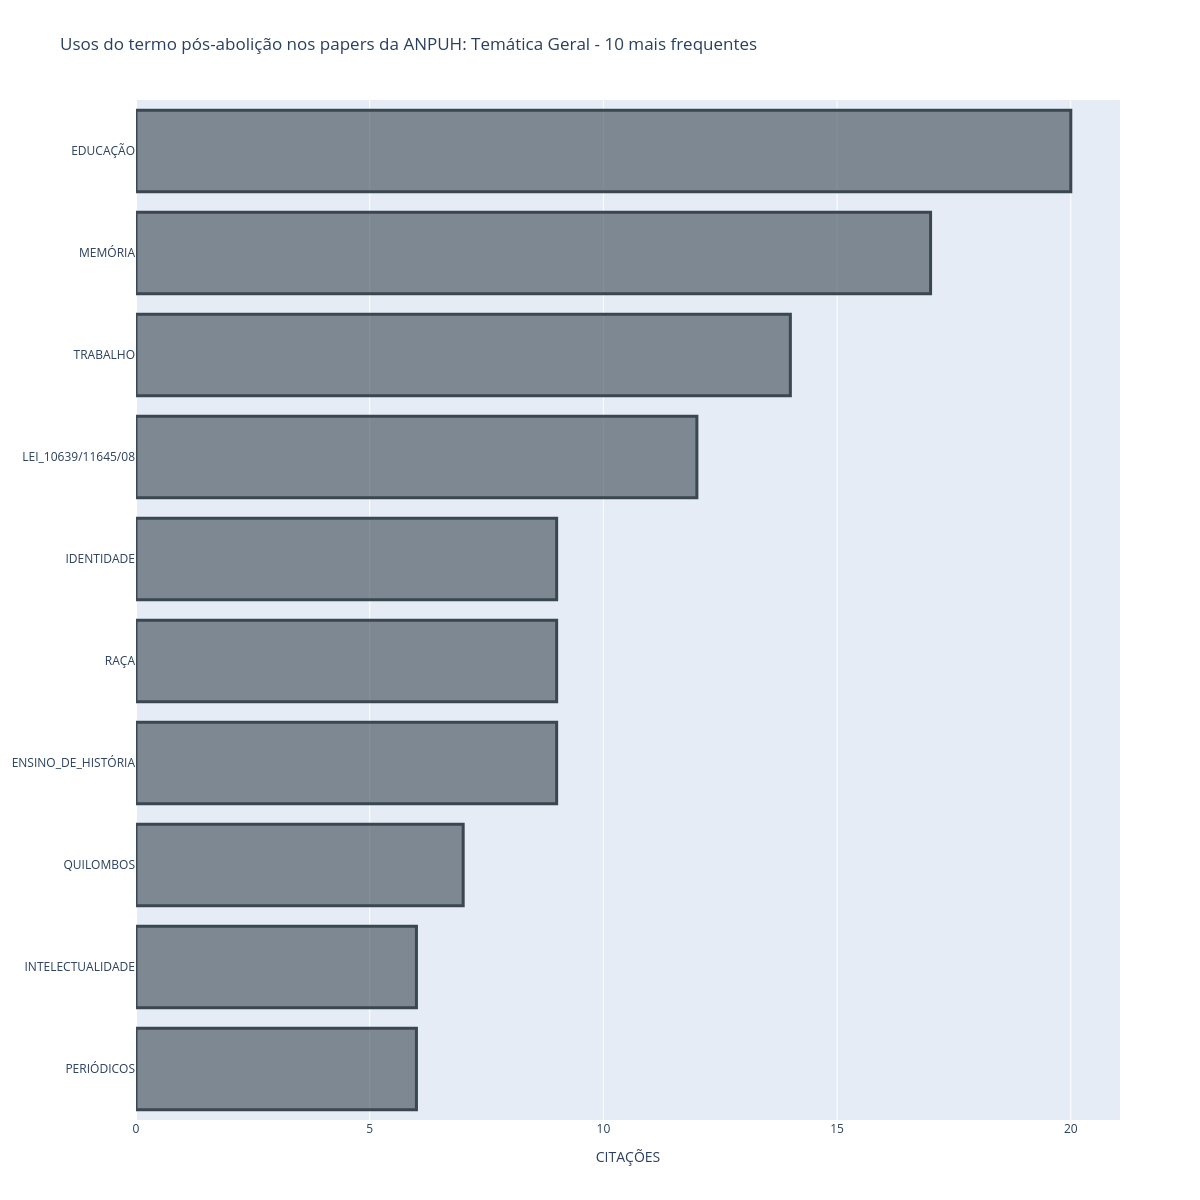 Usos do termo pós-abolição nos papers da ANPUH: Temática Geral - 10 mais frequentes
EDUCAÇÃO
MEMÓRIA
TRABALHO
LEI_10639/11645/08
IDENTIDADE
RAÇA
ENSINO_DE_HISTÓRIA
QUILOMBOS
INTELECTUALIDADE
PERIÓDICOS
0 5 10 15 20
CITAÇÕES